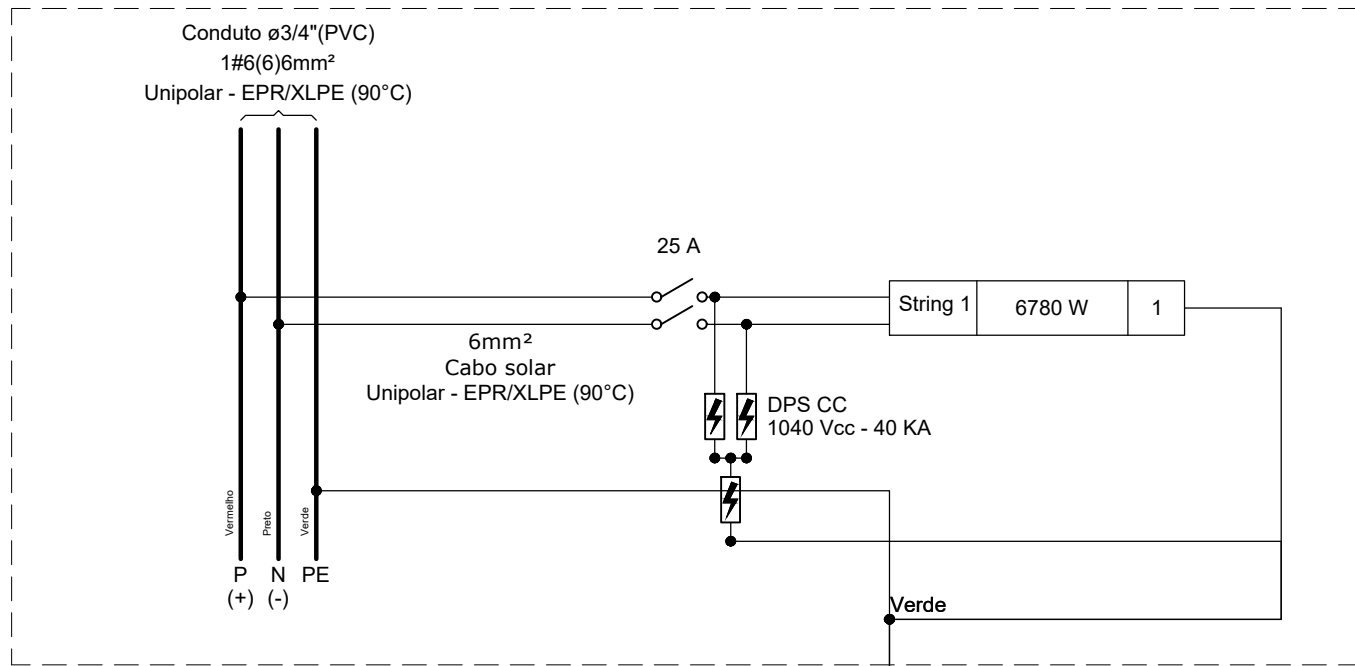 Conduto ø3/4"(PVC)
1#6(6)6mm²
Unipolar - EPR/XLPE (90°C)
25 A
String 1 6780 W 1
6mm²
Cabo solar
Unipolar - EPR/XLPE (90°C)
DPS CC
1040 Vcc - 40 KA
Vermelho
Preto
Verde
P N PE
(+) (-)
Verde